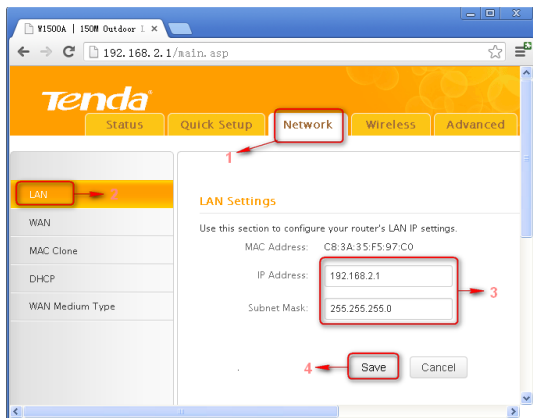 W1500A | 150M Outdoor
192.168.2.1/main.asp
Tenda
Status Quick Setup Network Wireless Advanced
1
LAN 2
LAN Settings
WAN
Use this section to configure your router's LAN IP settings.
MAC Address: C8:3A:35:F5:97:C0
MAC Clone
IP Address: 192.168.2.1
DHCP
3
Subnet Mask: 255.255.255.0
WAN Medium Type
4 Save Cancel